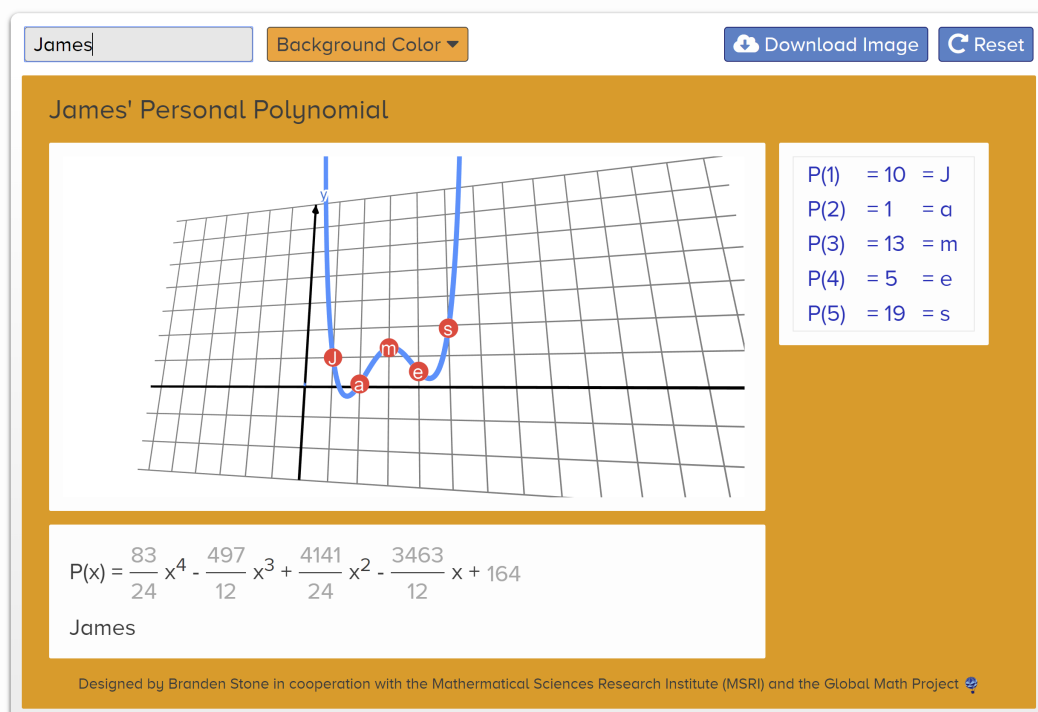 James
Background Color
Download Image
Reset
James' Personal Polynomial
y
J
a
m
e
s
P(1) = 10 = J
P(2) = 1 = a
P(3) = 13 = m
P(4) = 5 = e
P(5) = 19 = s
P(x) = 83/24 x⁴ - 497/12 x³ + 4141/24 x² - 3463/12 x + 164
James
Designed by Branden Stone in cooperation with the Mathermatical Sciences Research Institute (MSRI) and the Global Math Project